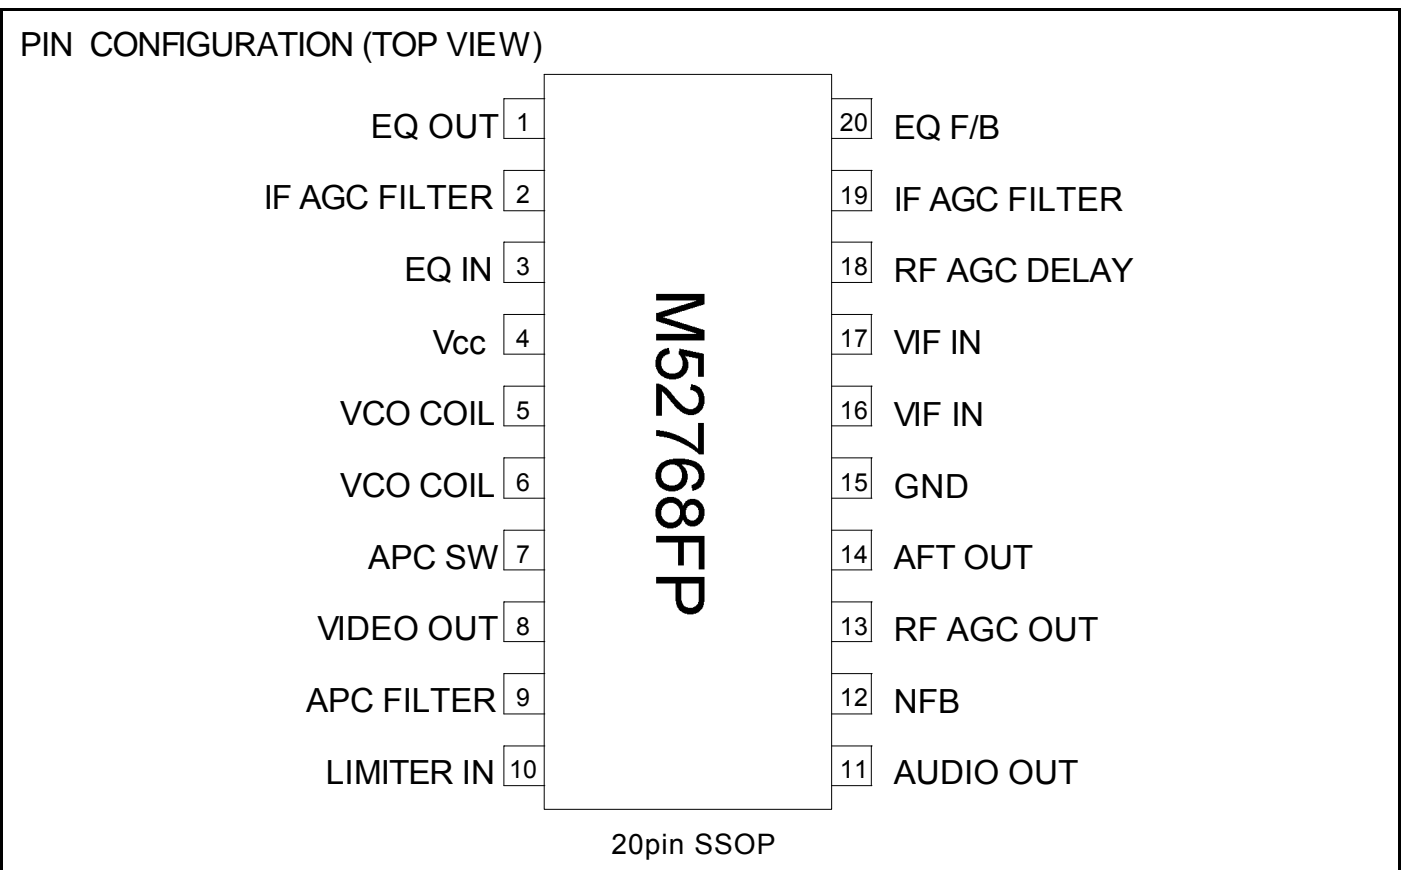 PIN CONFIGURATION (TOP VIEW)
EQ OUT 1
20 EQ F/B
IF AGC FILTER 2
19 IF AGC FILTER
EQ IN 3
18 RF AGC DELAY
Vcc 4
17 VIF IN
VCO COIL 5
16 VIF IN
VCO COIL 6
15 GND
APC SW 7
14 AFT OUT
VIDEO OUT 8
13 RF AGC OUT
APC FILTER 9
12 NFB
LIMITER IN 10
11 AUDIO OUT
M52768FP
20pin SSOP